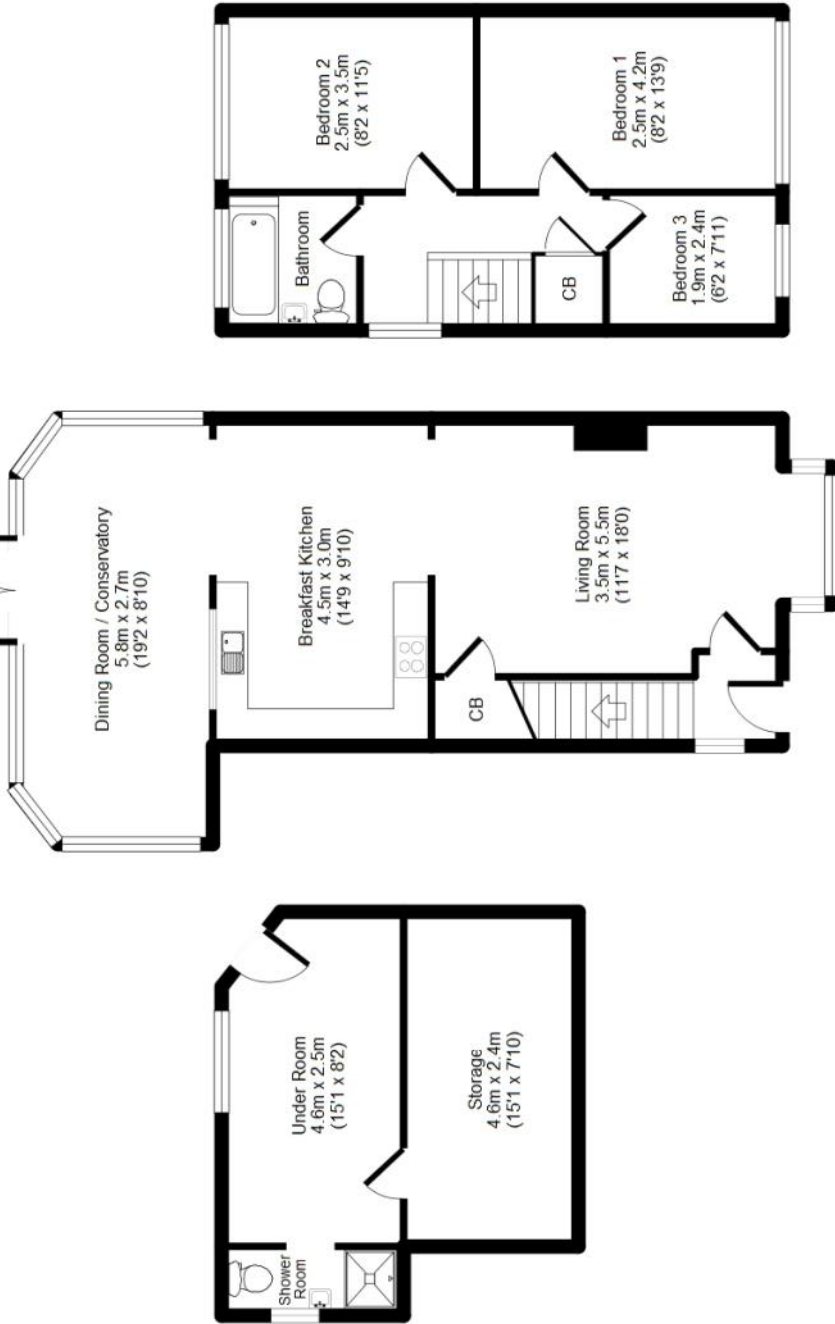 Under Room
4.6m x 2.5m
(15'1 x 8'2)
Shower
Room
Storage
4.6m x 2.4m
(15'1 x 7'10)
Dining Room / Conservatory
5.8m x 2.7m
(19'2 x 8'10)
Breakfast Kitchen
4.5m x 3.0m
(14'9 x 9'10)
CB
Living Room
3.5m x 5.5m
(11'7 x 18'0)
Bedroom 2
2.5m x 3.5m
(8'2 x 11'5)
Bathroom
Bedroom 1
2.5m x 4.2m
(8'2 x 13'9)
CB
Bedroom 3
1.9m x 2.4m
(6'2 x 7'11)